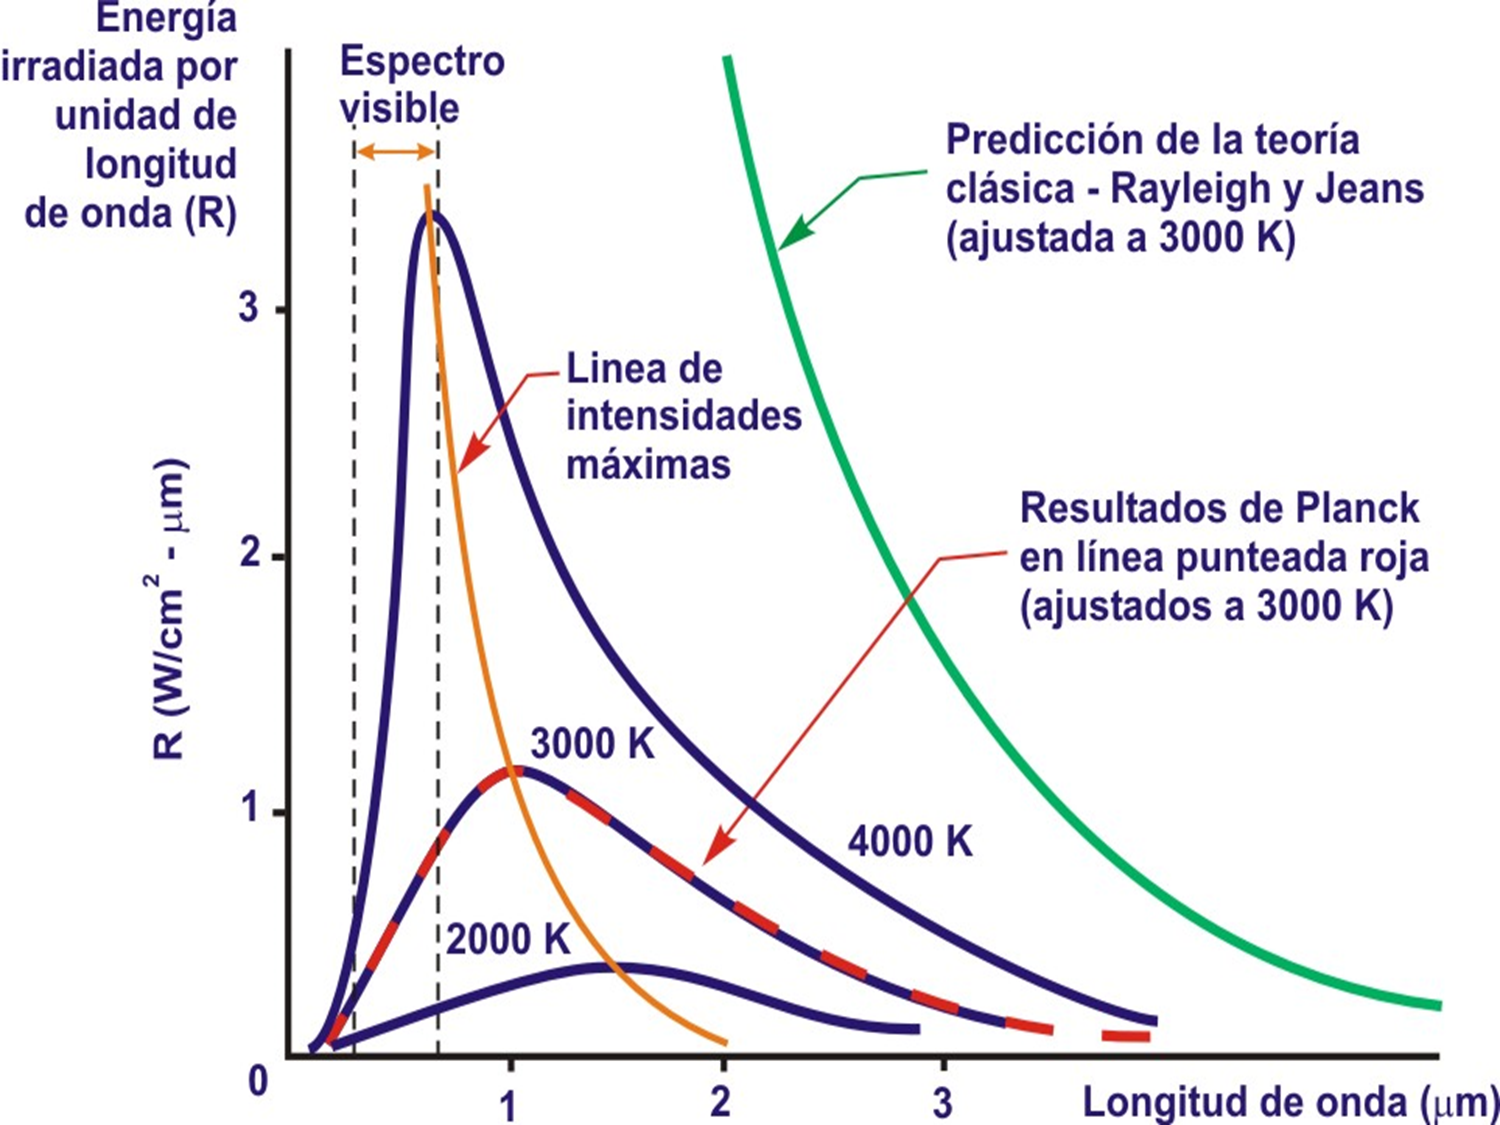 Energía
irradiada por
unidad de
longitud
de onda (R)
Espectro
visible
Predicción de la teoría
clásica - Rayleigh y Jeans
(ajustada a 3000 K)
3
Linea de
intensidades
máximas
R (W/cm² - μm)
Resultados de Planck
en línea punteada roja
(ajustados a 3000 K)
2
3000 K
1
4000 K
2000 K
0
1
2
3
Longitud de onda (μm)